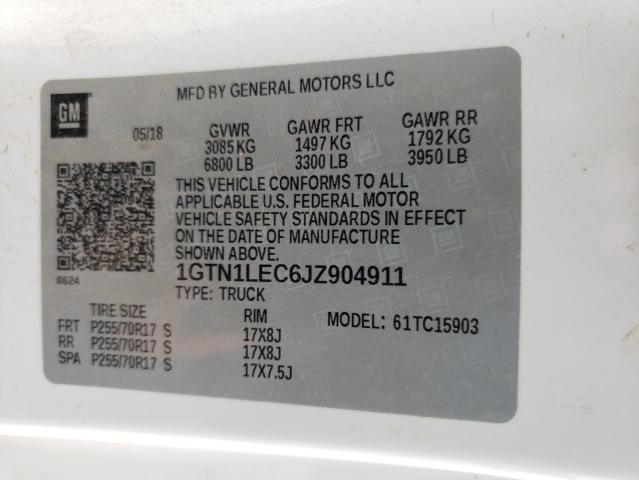 GM
MFD BY GENERAL MOTORS LLC
05/18 GVWR GAWR FRT GAWR RR
3085 KG 1497 KG 1792 KG
6800 LB 3300 LB 3950 LB
THIS VEHICLE CONFORMS TO ALL
APPLICABLE U.S. FEDERAL MOTOR
VEHICLE SAFETY STANDARDS IN EFFECT
ON THE DATE OF MANUFACTURE
SHOWN ABOVE.
8624
1GTN1LEC6JZ904911
TYPE: TRUCK
TIRE SIZE RIM MODEL: 61TC15903
FRT P255/70R17 S 17X8J
RR P255/70R17 S 17X8J
SPA P255/70R17 S 17X7.5J